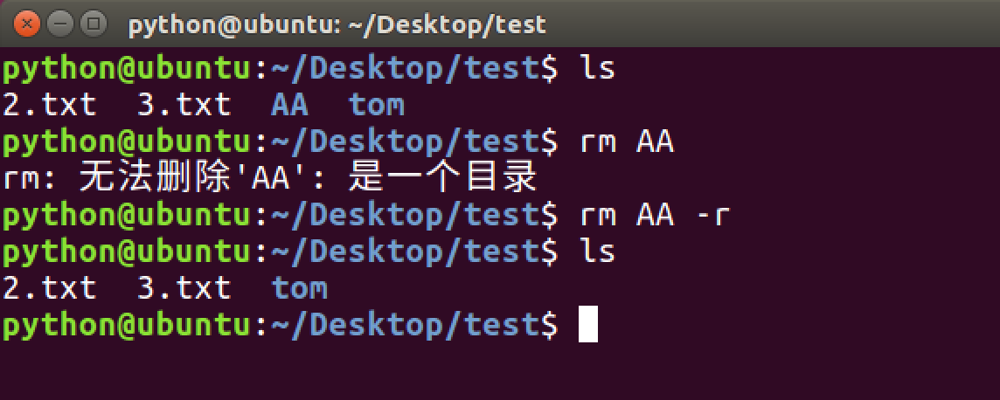 python@ubuntu: ~/Desktop/test
python@ubuntu:~/Desktop/test$ ls
2.txt  3.txt  AA  tom
python@ubuntu:~/Desktop/test$ rm AA
rm: 无法删除'AA': 是一个目录
python@ubuntu:~/Desktop/test$ rm AA -r
python@ubuntu:~/Desktop/test$ ls
2.txt  3.txt  tom
python@ubuntu:~/Desktop/test$